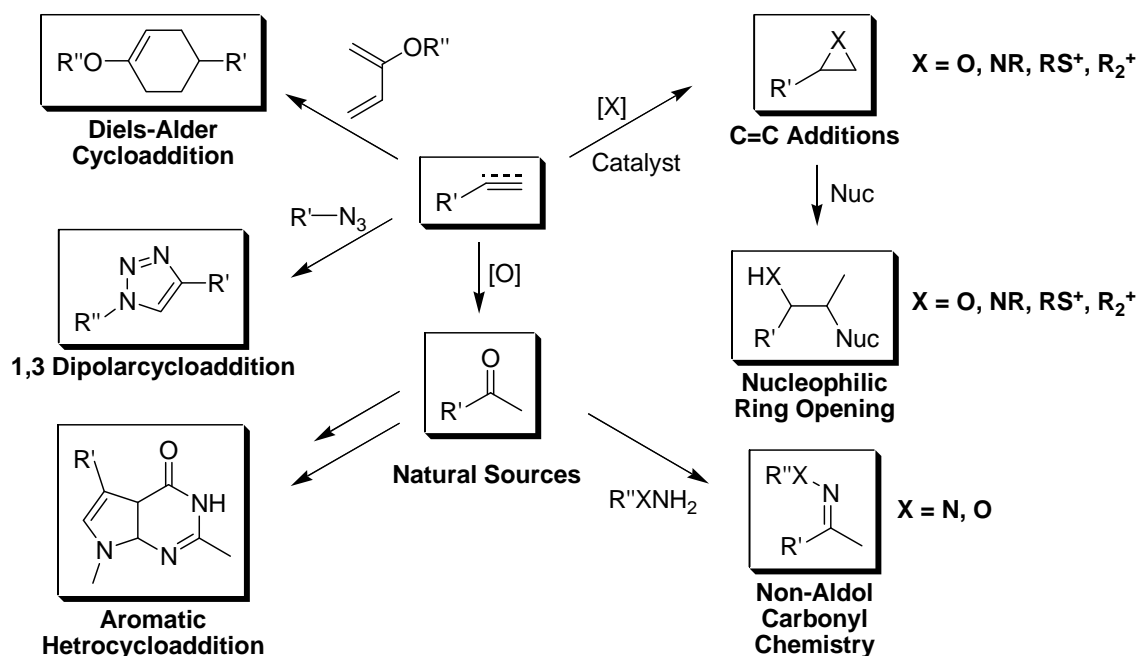 R''O
R'
Diels-Alder
Cycloaddition
OR''
[X]
Catalyst
X
R'
C=C Additions
X = O, NR, RS⁺, R₂⁺
R'
R'—N₃
Nuc
N
N
N
R''
R'
1,3 Dipolarcycloaddition
[O]
HX
R'
Nuc
Nucleophilic
Ring Opening
X = O, NR, RS⁺, R₂⁺
O
R'
Natural Sources
R'
O
NH
N
N
Aromatic
Hetrocycloaddition
R''XNH₂
R''X
N
R'
X = N, O
Non-Aldol
Carbonyl
Chemistry